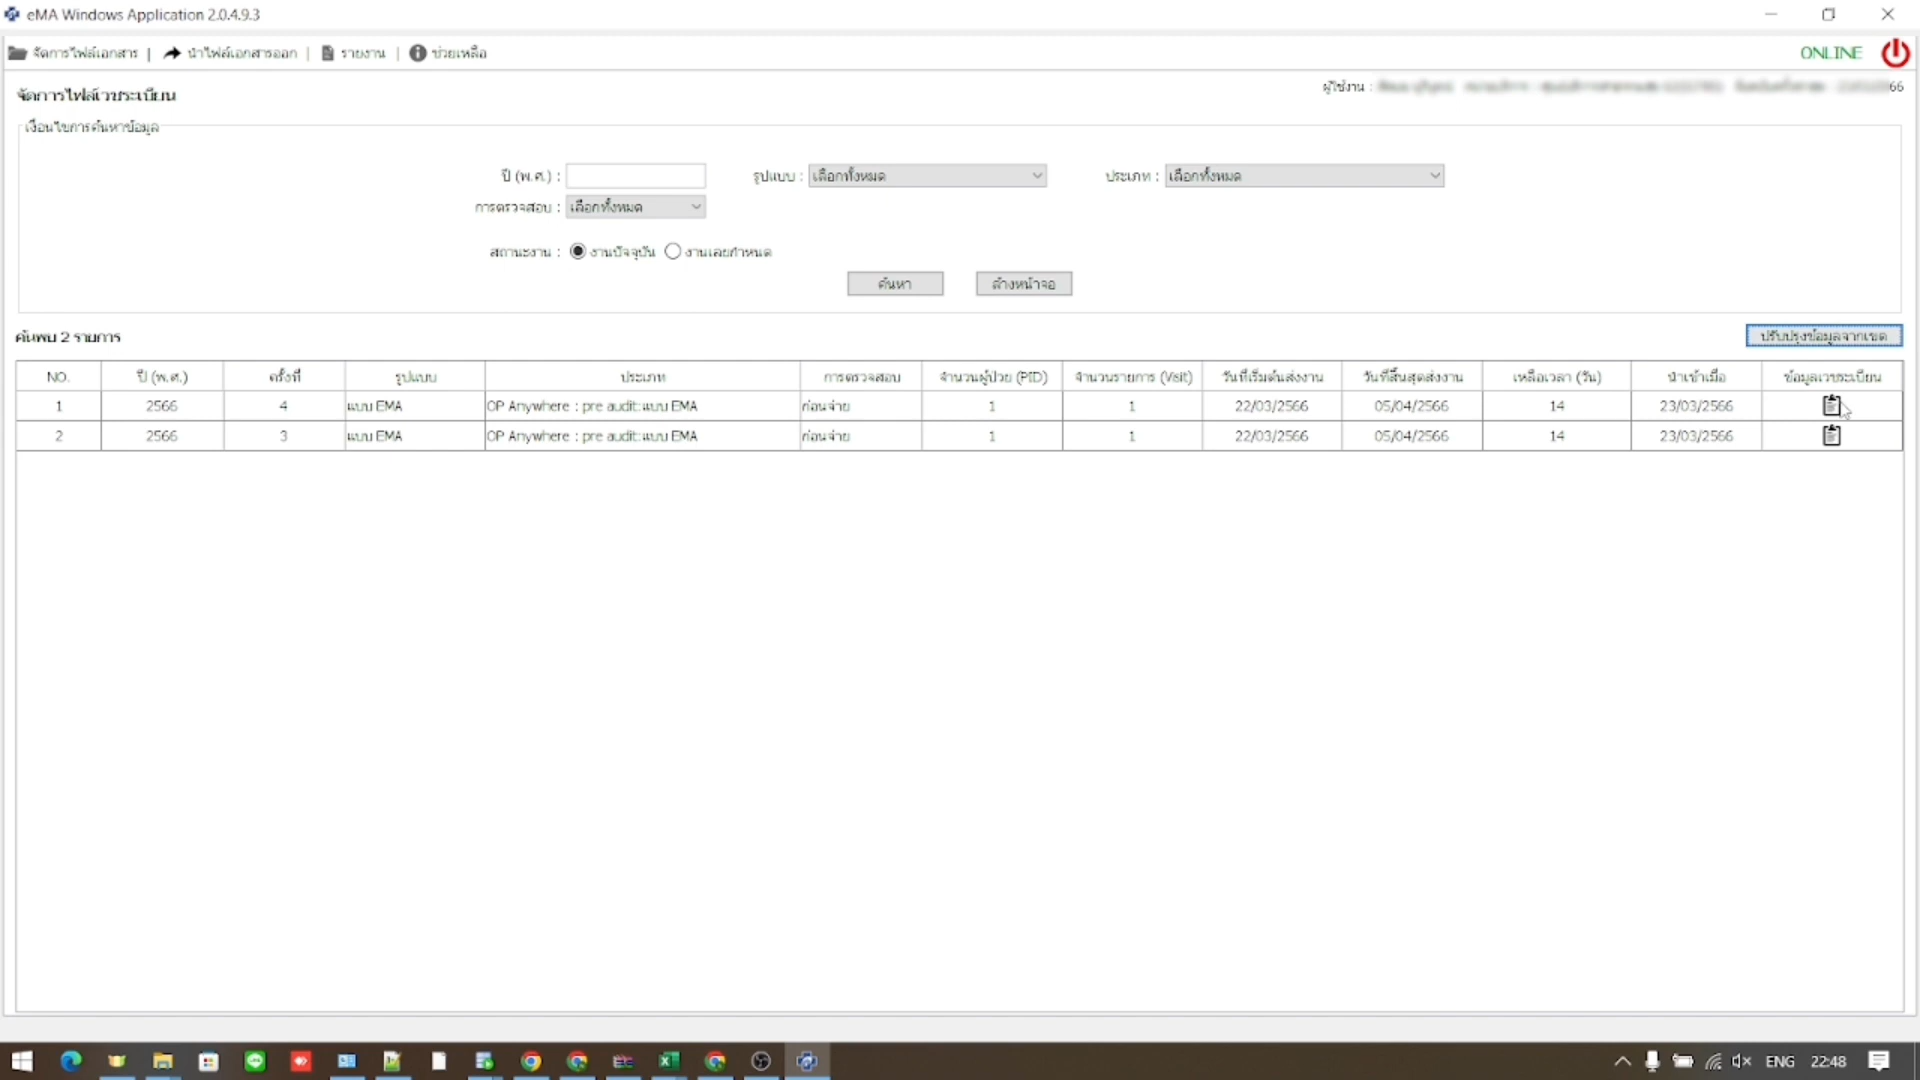 eMA Windows Application 2.0.4.9.3
จัดการไฟล์เอกสาร | นำไฟล์เอกสารออก | รายงาน | ช่วยเหลือ ONLINE
จัดการไฟล์เวชระเบียน ผู้ใช้งาน : 66
เงื่อนไขการค้นหาข้อมูล
ปี (พ.ศ.) : รูปแบบ : เลือกทั้งหมด ประเภท : เลือกทั้งหมด
การตรวจสอบ : เลือกทั้งหมด
สถานะงาน : งานปัจจุบัน งานเลยกำหนด
ค้นหา ล้างหน้าจอ
ค้นพบ 2 รายการ ปรับปรุงข้อมูลจากเขต
NO. ปี (พ.ศ.) ครั้งที่ รูปแบบ ประเภท การตรวจสอบ จำนวนผู้ป่วย (PID) จำนวนรายการ (Visit) วันที่เริ่มต้นส่งงาน วันที่สิ้นสุดส่งงาน เหลือเวลา (วัน) นำเข้าเมื่อ ข้อมูลเวชระเบียน
1 2566 4 แบบ EMA OP Anywhere : pre audit::แบบ EMA ก่อนจ่าย 1 1 22/03/2566 05/04/2566 14 23/03/2566
2 2566 3 แบบ EMA OP Anywhere : pre audit::แบบ EMA ก่อนจ่าย 1 1 22/03/2566 05/04/2566 14 23/03/2566
ENG 22:48